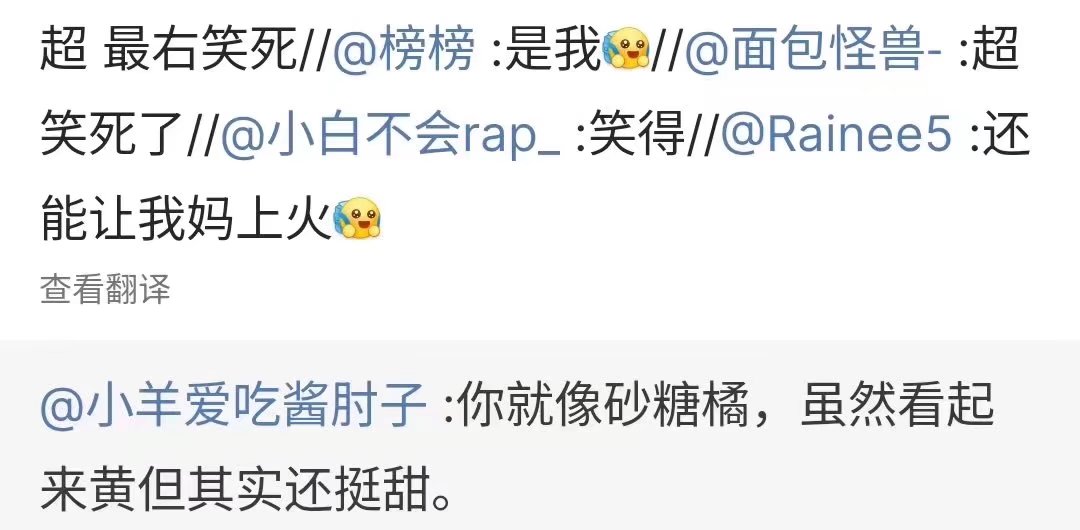 超 最右笑死//@榜榜 :是我//@面包怪兽- :超
笑死了//@小白不会rap_ :笑得//@Rainee5 :还
能让我妈上火
查看翻译
@小羊爱吃酱肘子 :你就像砂糖橘，虽然看起
来黄但其实还挺甜。